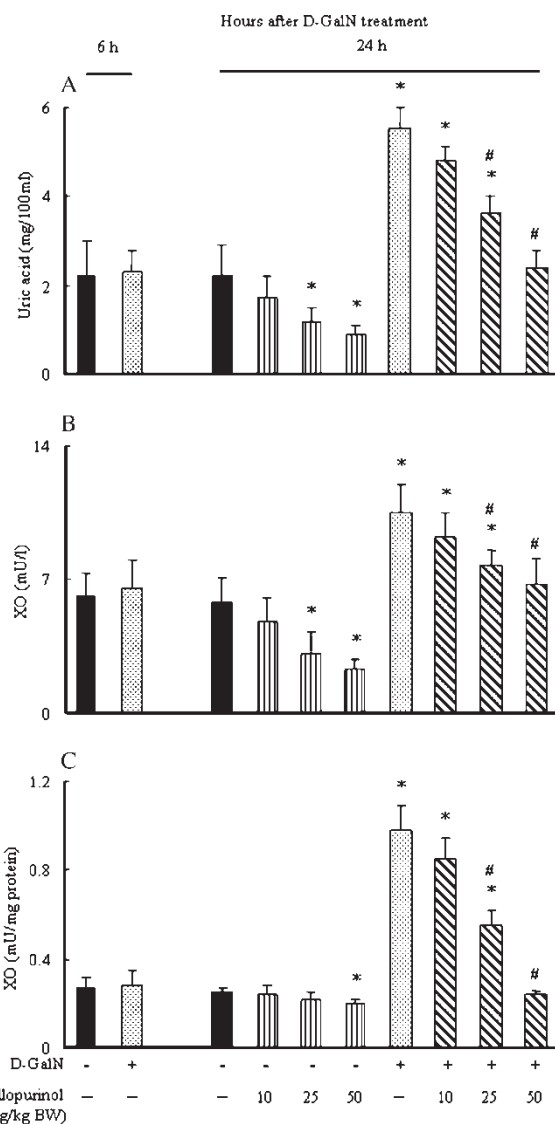 Hours after D-GalN treatment
6 h 24 h
A
* * # * #
6
4
2
0
* *
Uric acid (mg/100ml)
B
* * # * #
14
7
0
* *
XO (mU/l)
C
* * # * #
1.2
0.8
0.4
0
*
XO (mU/mg protein)
D-GalN - + - - - - + + + +
llopurinol — — — 10 25 50 — 10 25 50
g/kg BW)